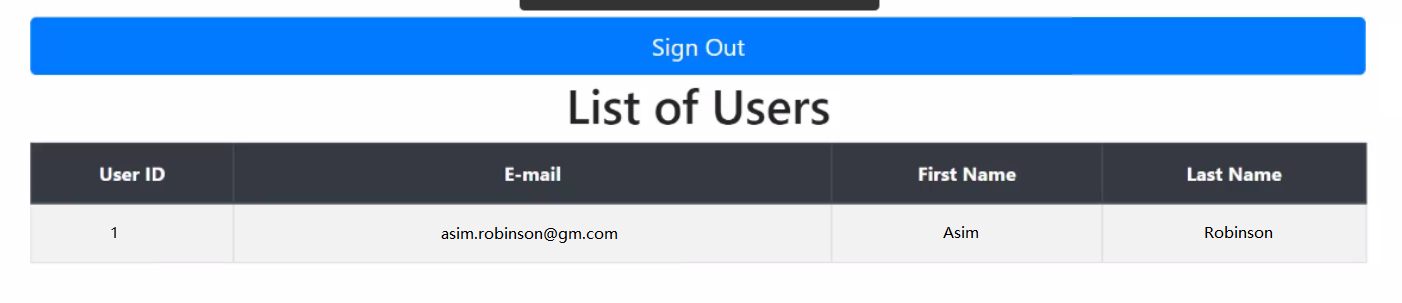 Sign Out
List of Users
User ID E-mail First Name Last Name
1 asim.robinson@gm.com Asim Robinson